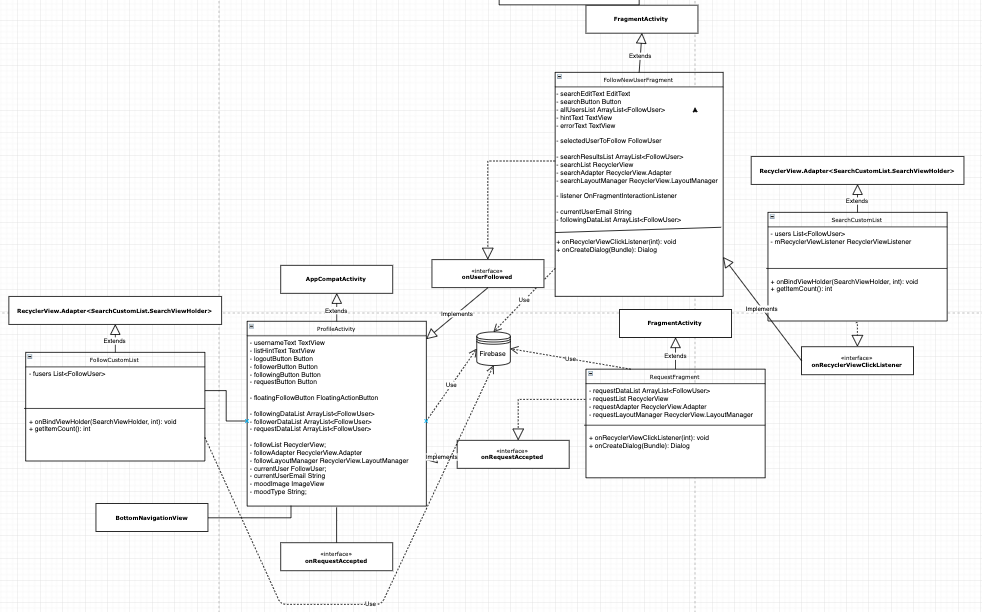 FragmentActivity
Extends
FollowNewUserFragment
- searchEditText EditText
- searchButton Button
- allUsersList ArrayList<FollowUser>
- hintText TextView
- errorText TextView
- selectedUserToFollow FollowUser
- searchResultsList ArrayList<FollowUser>
- searchList RecyclerView
- searchAdapter RecyclerView.Adapter
- searchLayoutManager RecyclerView.LayoutManager
- listener OnFragmentInteractionListener
- currentUserEmail String
- followingDataList ArrayList<FollowUser>
+ onRecyclerViewClickListener(int): void
+ onCreateDialog(Bundle): Dialog
RecyclerView.Adapter<SearchCustomList.SearchViewHolder>
Extends
SearchCustomList
- users List<FollowUser>
- mRecyclerViewListener RecyclerViewListener
+ onBindViewHolder(SearchViewHolder, int): void
+ getItemCount(): int
Implements
«interface»
onRecyclerViewClickListener
«interface»
onUserFollowed
Implements
Use
AppCompatActivity
Extends
ProfileActivity
- usternameText TextView
- listHintText TextView
- logoutButton Button
- followerButton Button
- followingButton Button
- requestButton Button
- floatingFollowButton FloatingActionButton
- followingDataList ArrayList<FollowUser>
- followerDataList ArrayList<FollowUser>
- requestDataList ArrayList<FollowUser>
- followList RecyclerView;
- followAdapter RecyclerView.Adapter
- followLayoutManager RecyclerView.LayoutManager
- currentUser FollowUser;
- currentUserEmail String
- moodImage ImageView
- moodType String;
RecyclerView.Adapter<SearchCustomList.SearchViewHolder>
Extends
FollowCustomList
- fusers List<FollowUser>
+ onBindViewHolder(SearchViewHolder, int): void
+ getItemCount(): int
Firebase
Use
Use
FragmentActivity
Extends
RequestFragment
- requestDataList ArrayList<FollowUser>
- requestList RecyclerView
- requestAdapter RecyclerView.Adapter
- requestLayoutManager RecyclerView.LayoutManager
+ onRecyclerViewClickListener(int): void
+ onCreateDialog(Bundle): Dialog
Implements
«interface»
onRequestAccepted
BottomNavigationView
«interface»
onRequestAccepted
Use